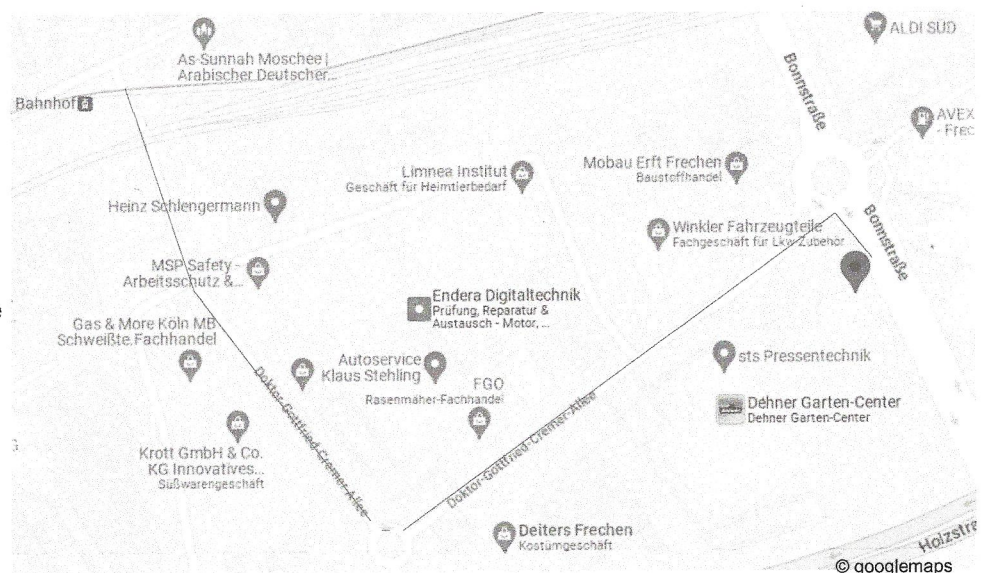 As-Sunnah Moschee |
Arabischer Deutscher...
ALDI SÜD
Bahnhof
Bonnstraße
AVEX
- Frec
Limnea Institut
Geschäft für Heimtierbedarf
Mobau Erft Frechen
Baustoffhandel
Heinz Schlengermann
Winkler Fahrzeugteile
Fachgeschäft für Lkw-Zubehör
Bonnstraße
MSP Safety -
Arbeitsschutz &...
Endera Digitaltechnik
Prüfung, Reparatur &
Austausch - Motor, ...
e
Gas & More Köln MB
Schweißte.Fachhandel
Autoservice
Klaus Stehling
sts Pressentechnik
FGO
Rasenmäher-Fachhandel
Doktor-Gottfried-Cremer-Allee
Doktor-Gottfried-Cremer-Allee
Dehner Garten-Center
Dehner Garten-Center
G
Krott GmbH & Co.
KG Innovatives...
Süßwarengeschäft
Deiters Frechen
Kostümgeschäft
Holzstra
© googlemaps